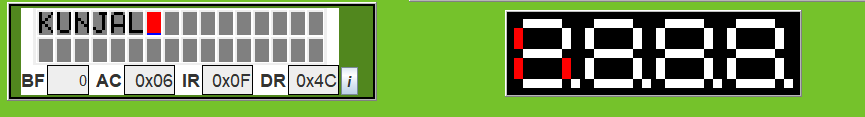 KUNJAL
BF 0 AC 0x06 IR 0x0F DR 0x4C i